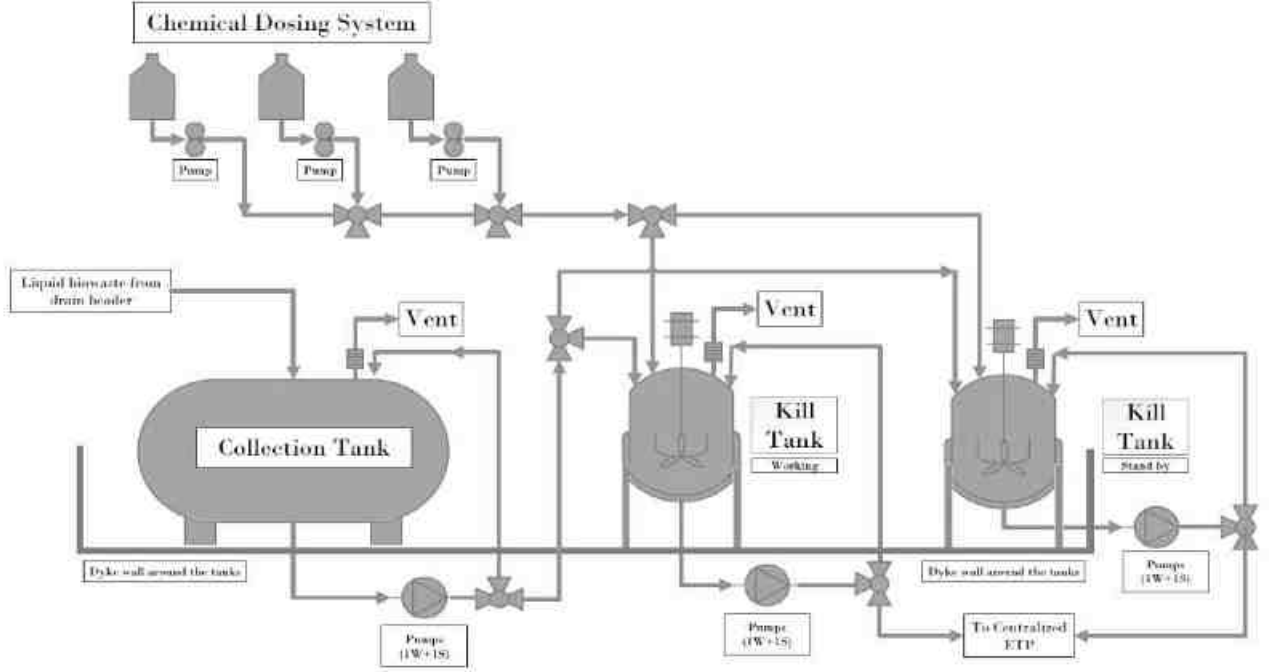 Chemical Dosing System
Pump
Pump
Pump
Liquid biowaste from
drain header
Vent
Vent
Vent
Collection Tank
Kill
Tank
Working
Kill
Tank
Stand by
Dyke wall around the tanks
Dyke wall around the tanks
Pumps
(1W+1S)
Pumps
(1W+1S)
Pumps
(1W+1S)
To Centralized
ETP